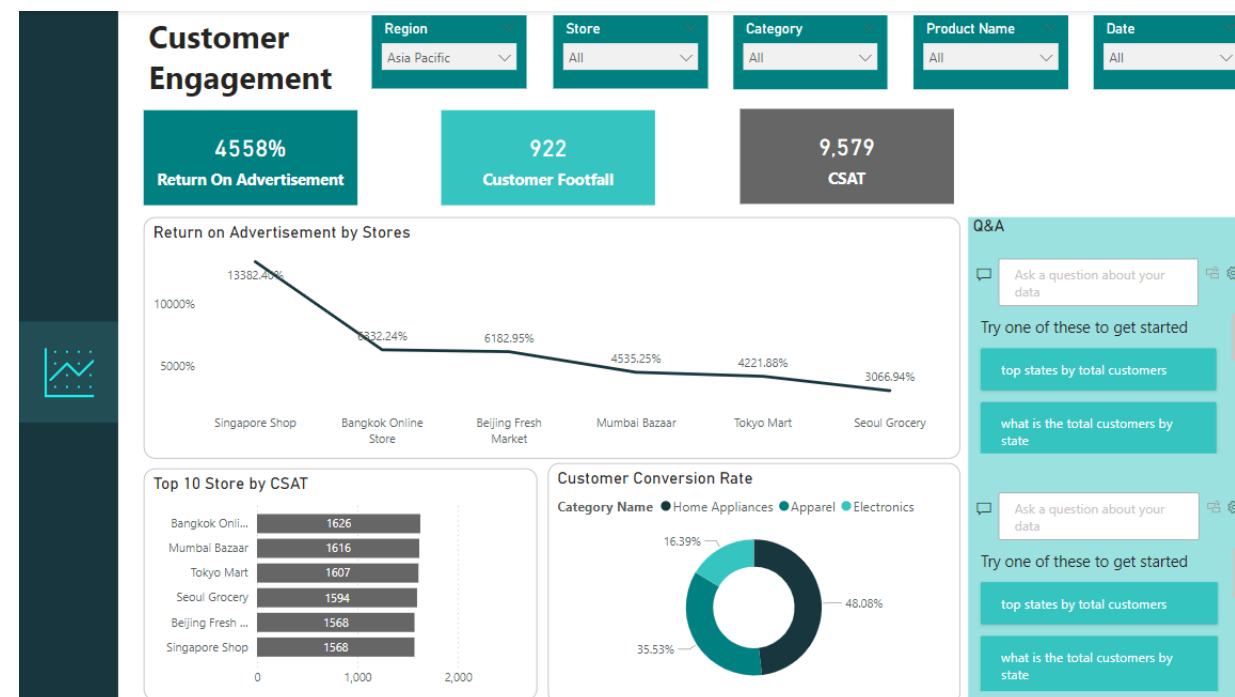 Customer
Engagement
Region
Asia Pacific
Store
All
Category
All
Product Name
All
Date
All
4558%
Return On Advertisement
922
Customer Footfall
9,579
CSAT
Return on Advertisement by Stores
10000%
5000%
13382.40%
6332.24%
6182.95%
4535.25%
4221.88%
3066.94%
Singapore Shop
Bangkok Online
Store
Beijing Fresh
Market
Mumbai Bazaar
Tokyo Mart
Seoul Grocery
Top 10 Store by CSAT
Bangkok Onli... 1626
Mumbai Bazaar 1616
Tokyo Mart 1607
Seoul Grocery 1594
Beijing Fresh ... 1568
Singapore Shop 1568
0 1,000 2,000
Customer Conversion Rate
Category Name Home Appliances Apparel Electronics
16.39%
48.08%
35.53%
Q&A
Ask a question about your
data
Try one of these to get started
top states by total customers
what is the total customers by
state
Ask a question about your
data
Try one of these to get started
top states by total customers
what is the total customers by
state